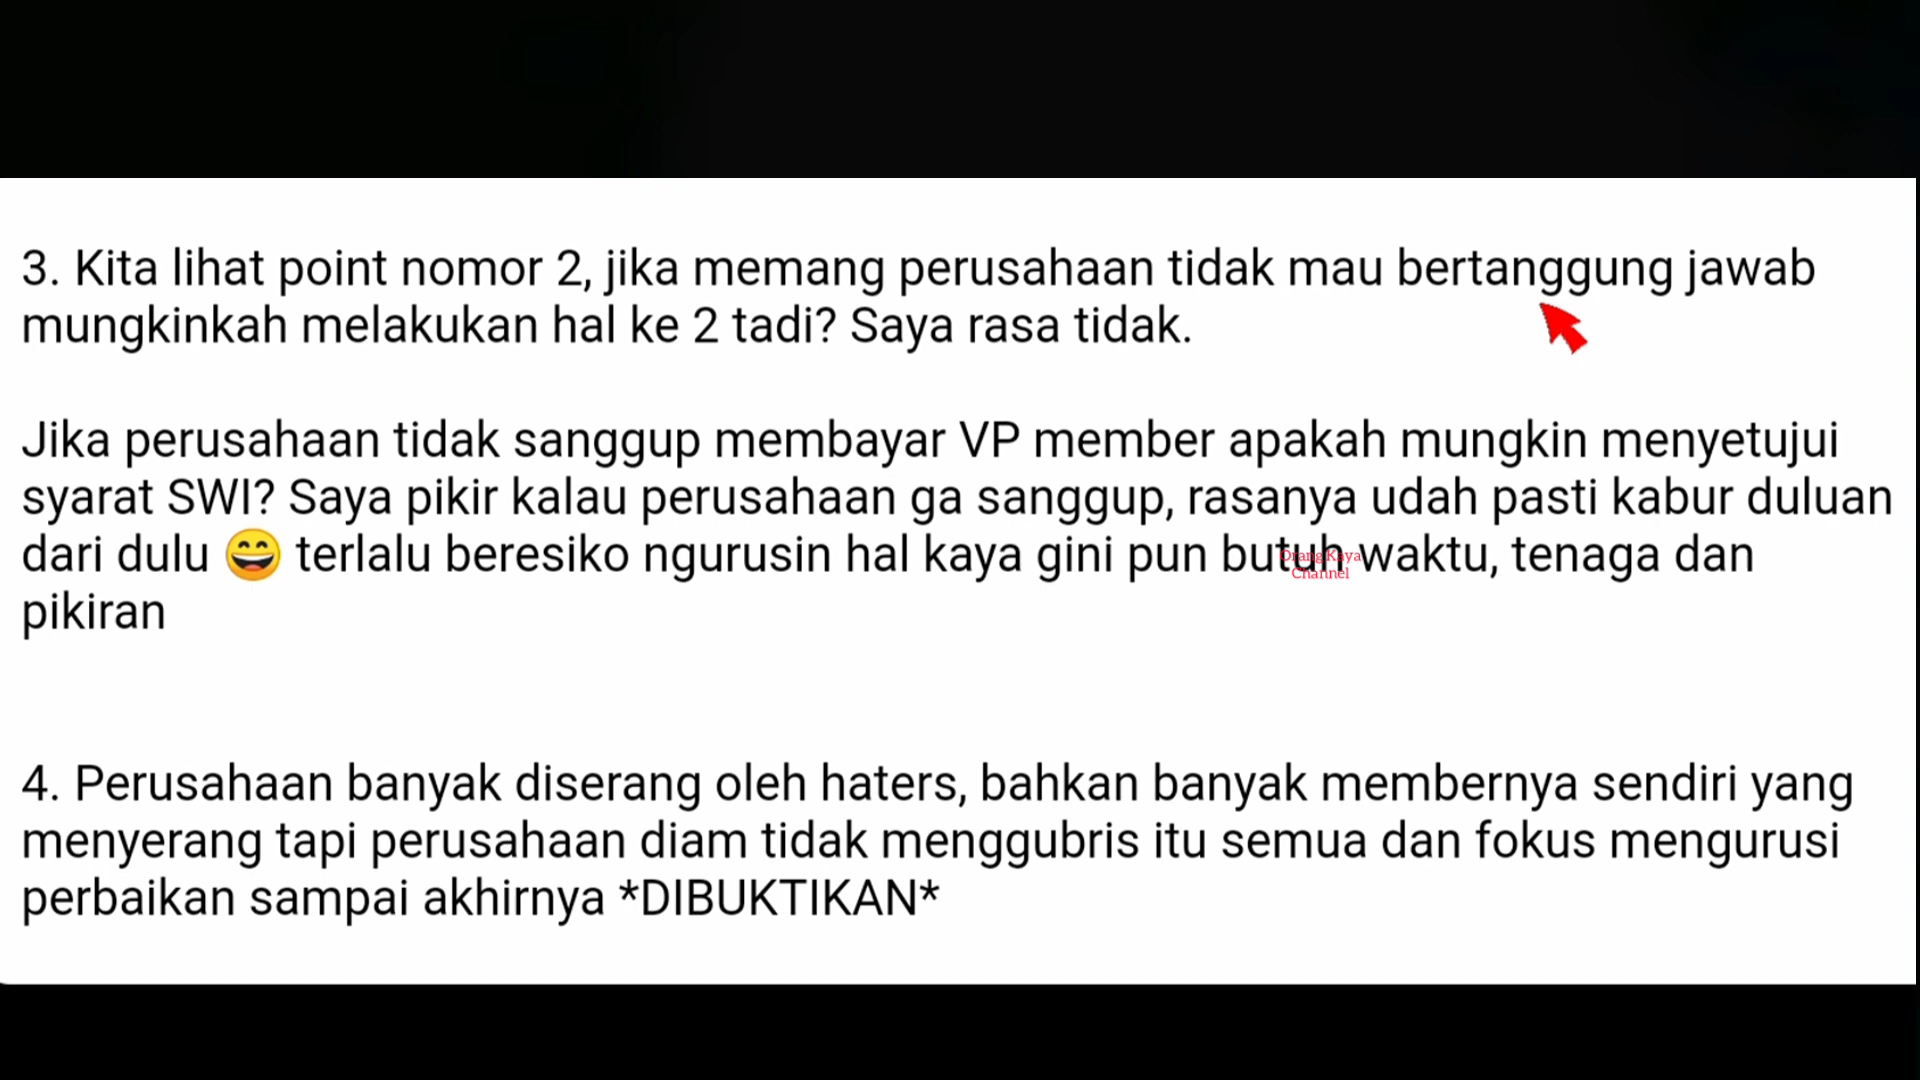 3. Kita lihat point nomor 2, jika memang perusahaan tidak mau bertanggung jawab
mungkinkah melakukan hal ke 2 tadi? Saya rasa tidak.
Jika perusahaan tidak sanggup membayar VP member apakah mungkin menyetujui
syarat SWI? Saya pikir kalau perusahaan ga sanggup, rasanya udah pasti kabur duluan
dari dulu 😄 terlalu beresiko ngurusin hal kaya gini pun butuh waktu, tenaga dan
Orang Kaya
Channel
pikiran
4. Perusahaan banyak diserang oleh haters, bahkan banyak membernya sendiri yang
menyerang tapi perusahaan diam tidak menggubris itu semua dan fokus mengurusi
perbaikan sampai akhirnya *DIBUKTIKAN*